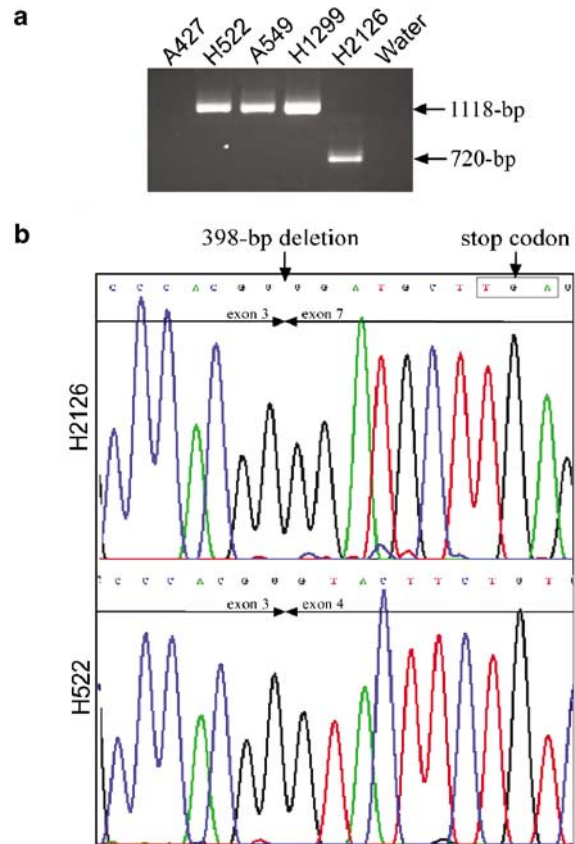 a
A427 H522 A549 H1299 H2126 Water
1118-bp
720-bp
b
398-bp deletion stop codon
C C C A C G G G G A T G C T T G A G
exon 3 exon 7
H2126
C C C A C G G G T A C T T C T G T
exon 3 exon 4
H522